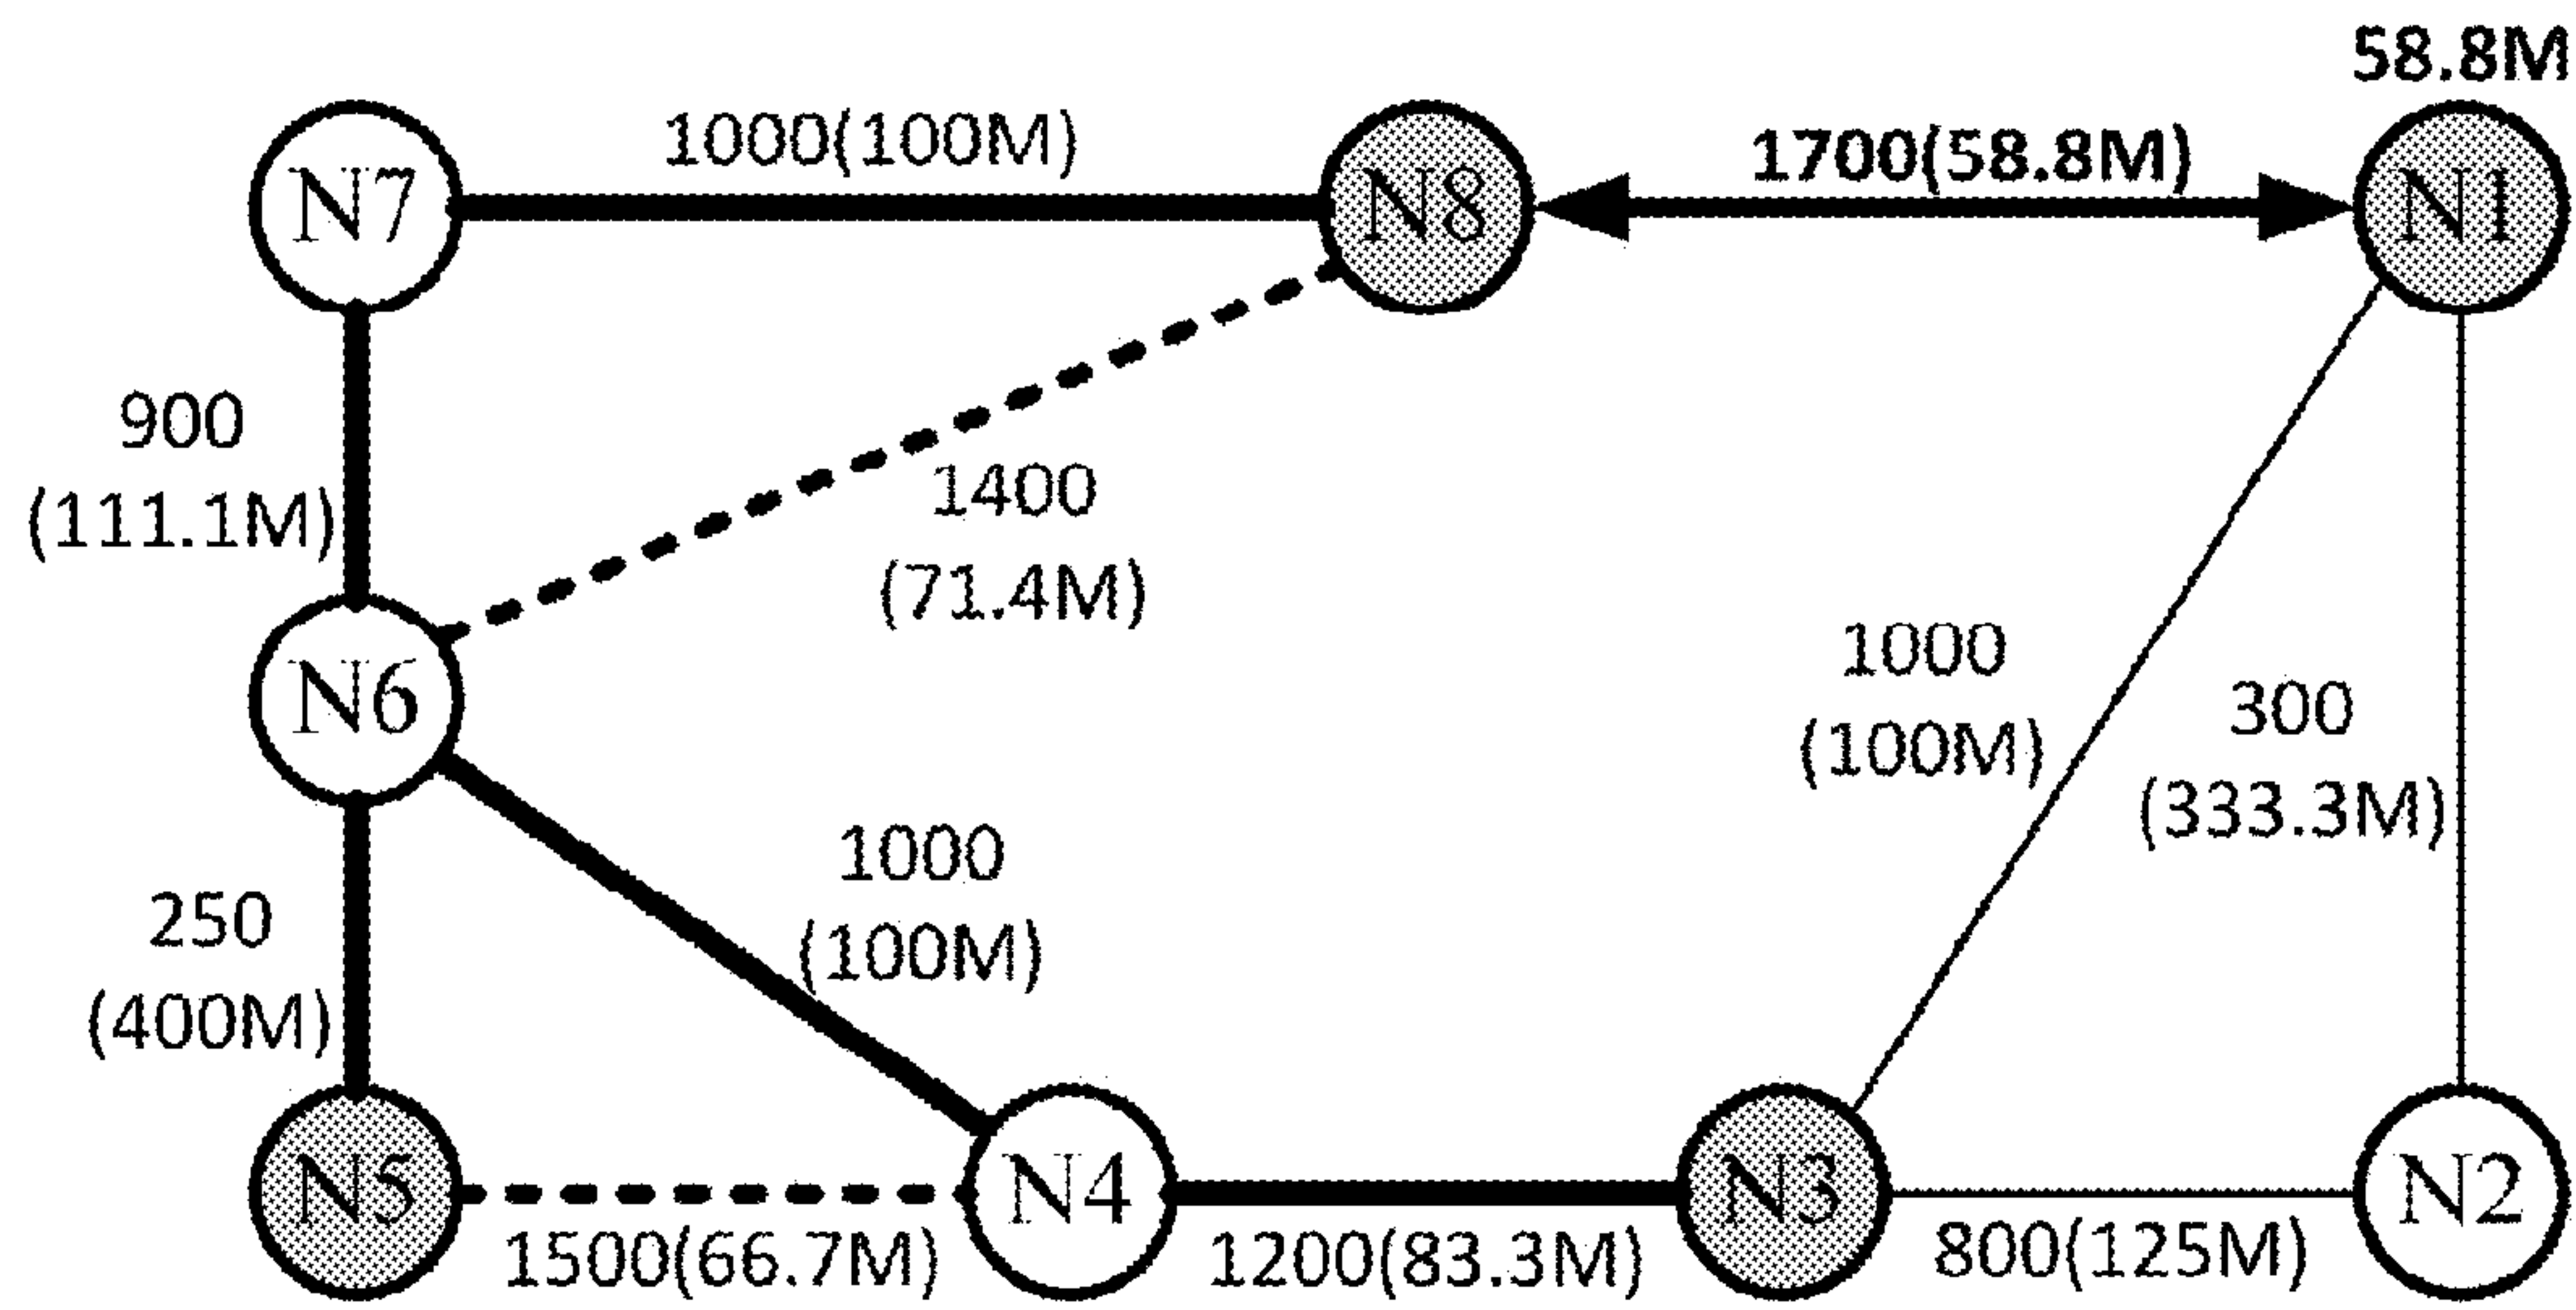 58.8M
N7
1000(100M)
N8
1700(58.8M)
N1
900
(111.1M)
1400
(71.4M)
N6
1000
(100M)
300
(333.3M)
1000
(100M)
250
(400M)
N5
1500(66.7M)
N4
1200(83.3M)
N3
800(125M)
N2